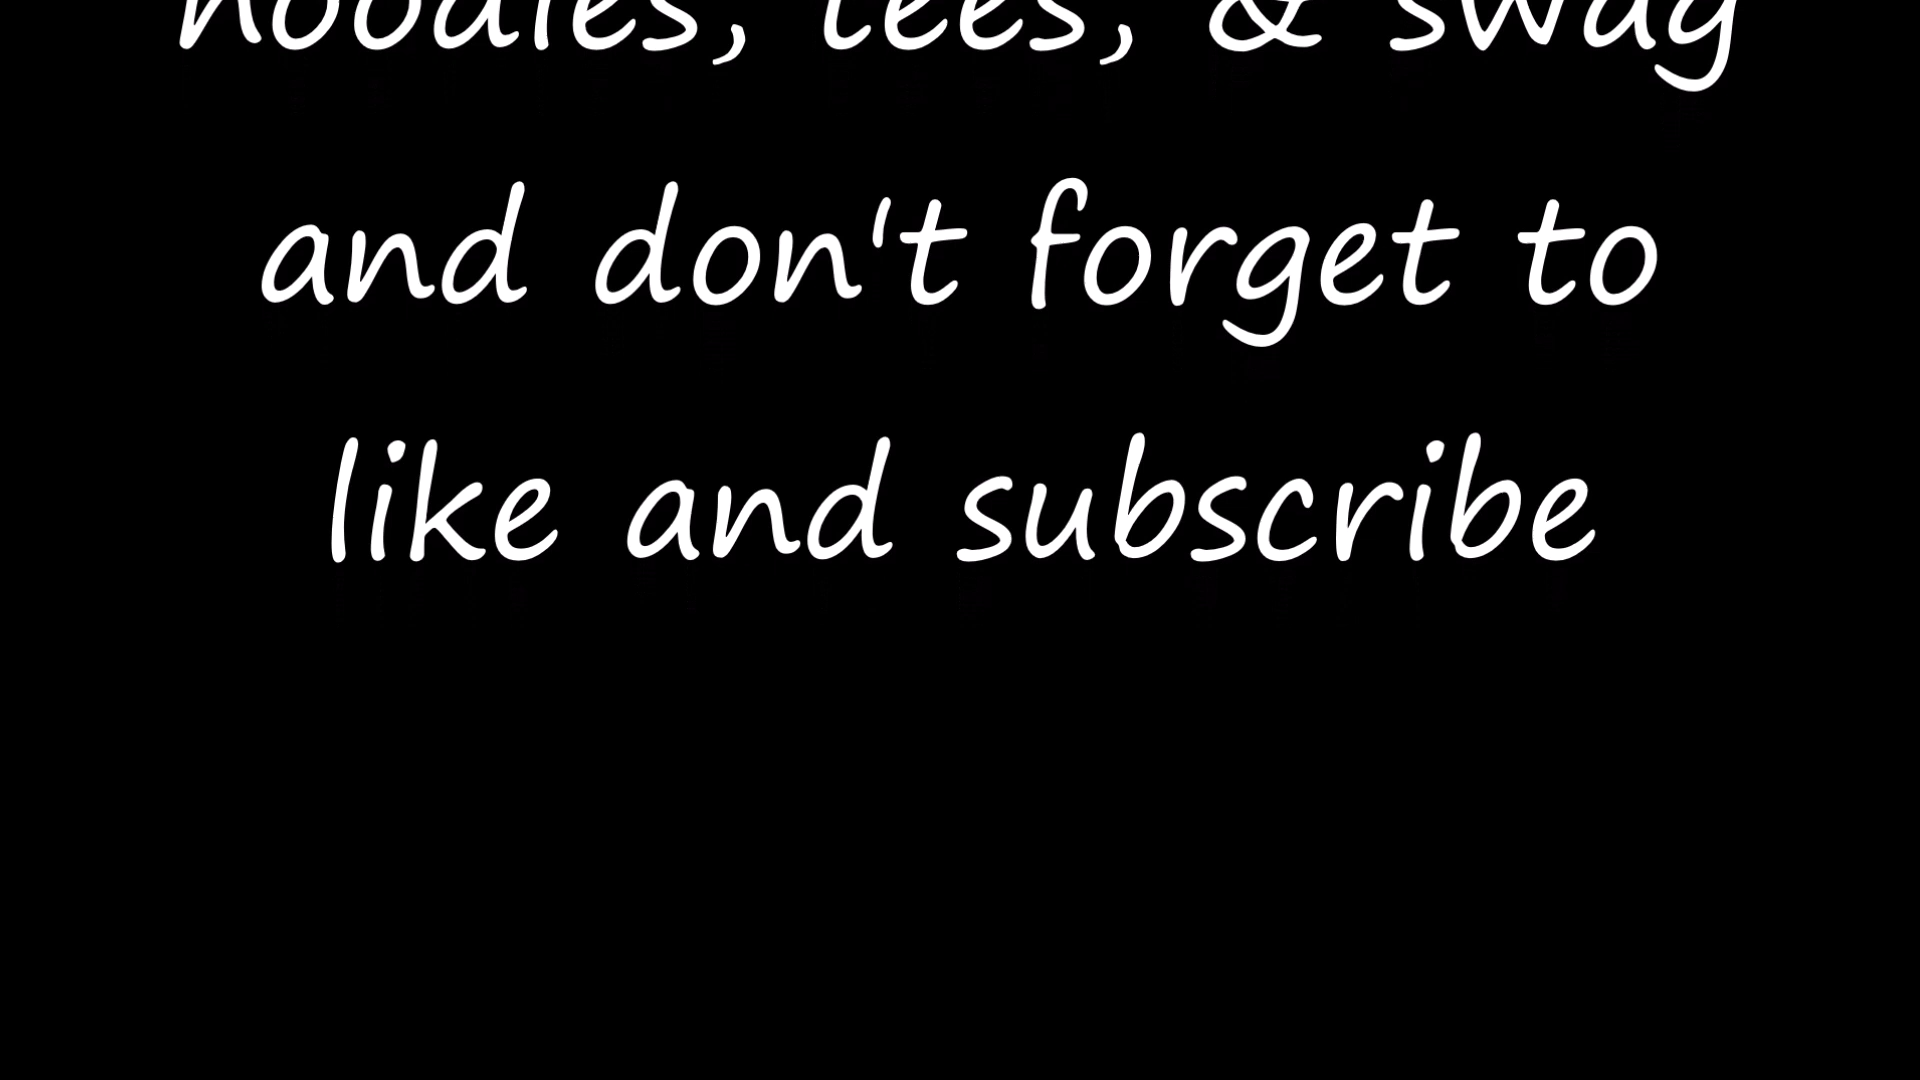 hoodies, tees, & swag
and don't forget to
like and subscribe